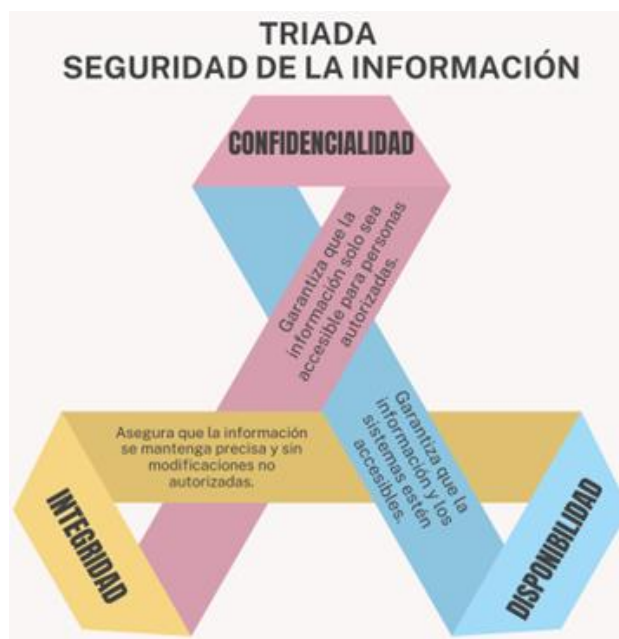 TRIADA
SEGURIDAD DE LA INFORMACIÓN
CONFIDENCIALIDAD
Garantiza que la
información solo sea
accesible para personas
autorizadas.
Asegura que la información
se mantenga precisa y sin
modificaciones no
autorizadas.
Garantiza que la
información y los
sistemas estén
accesibles.
INTEGRIDAD
DISPONIBILIDAD